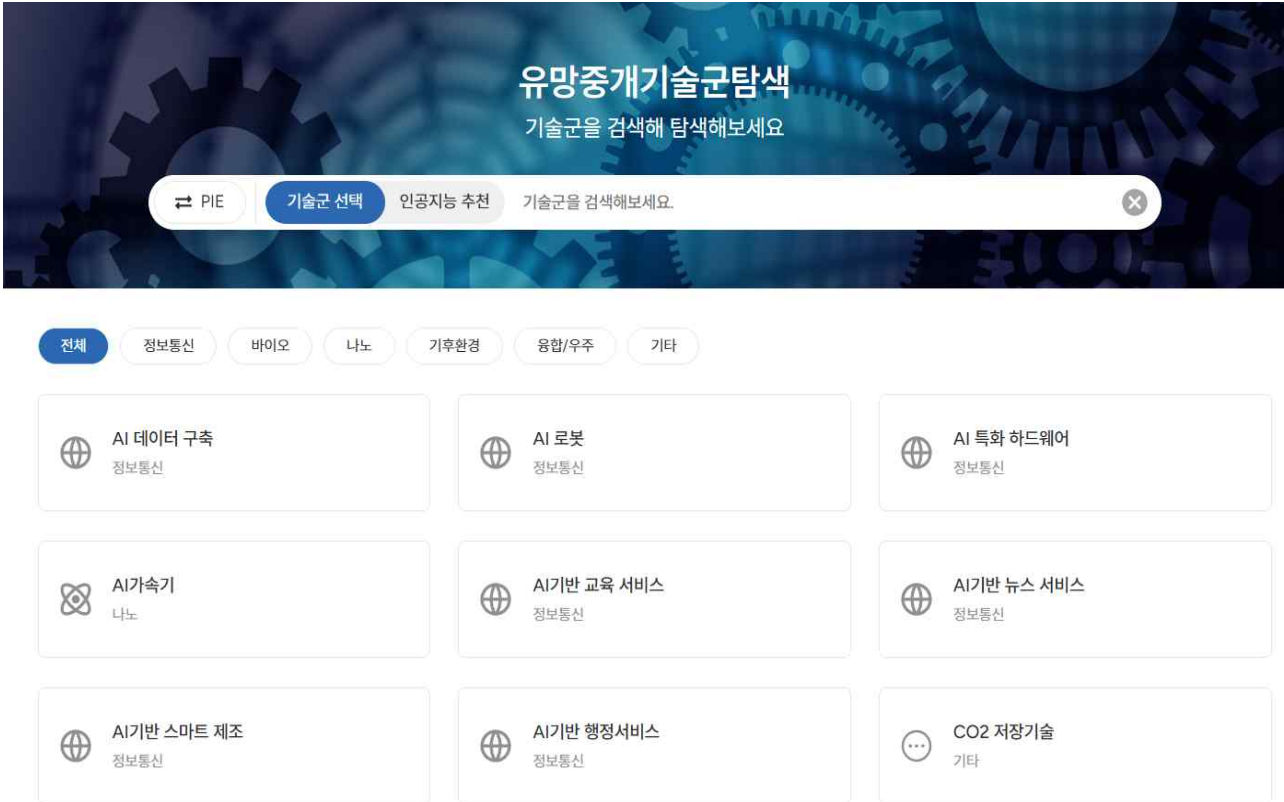 유망중개기술군탐색
기술군을 검색해 탐색해보세요
PIE 기술군 선택 인공지능 추천 기술군을 검색해보세요.
전체 정보통신 바이오 나노 기후환경 융합/우주 기타
AI 데이터 구축
정보통신
AI 로봇
정보통신
AI 특화 하드웨어
정보통신
AI가속기
나노
AI기반 교육 서비스
정보통신
AI기반 뉴스 서비스
정보통신
AI기반 스마트 제조
정보통신
AI기반 행정서비스
정보통신
CO2 저장기술
기타